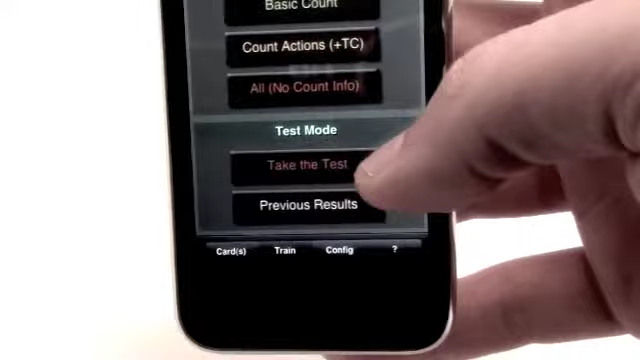 Basic Count
Count Actions (+TC)
All (No Count Info)
Test Mode
Take the Test
Previous Results
Card(s) Train Config ?